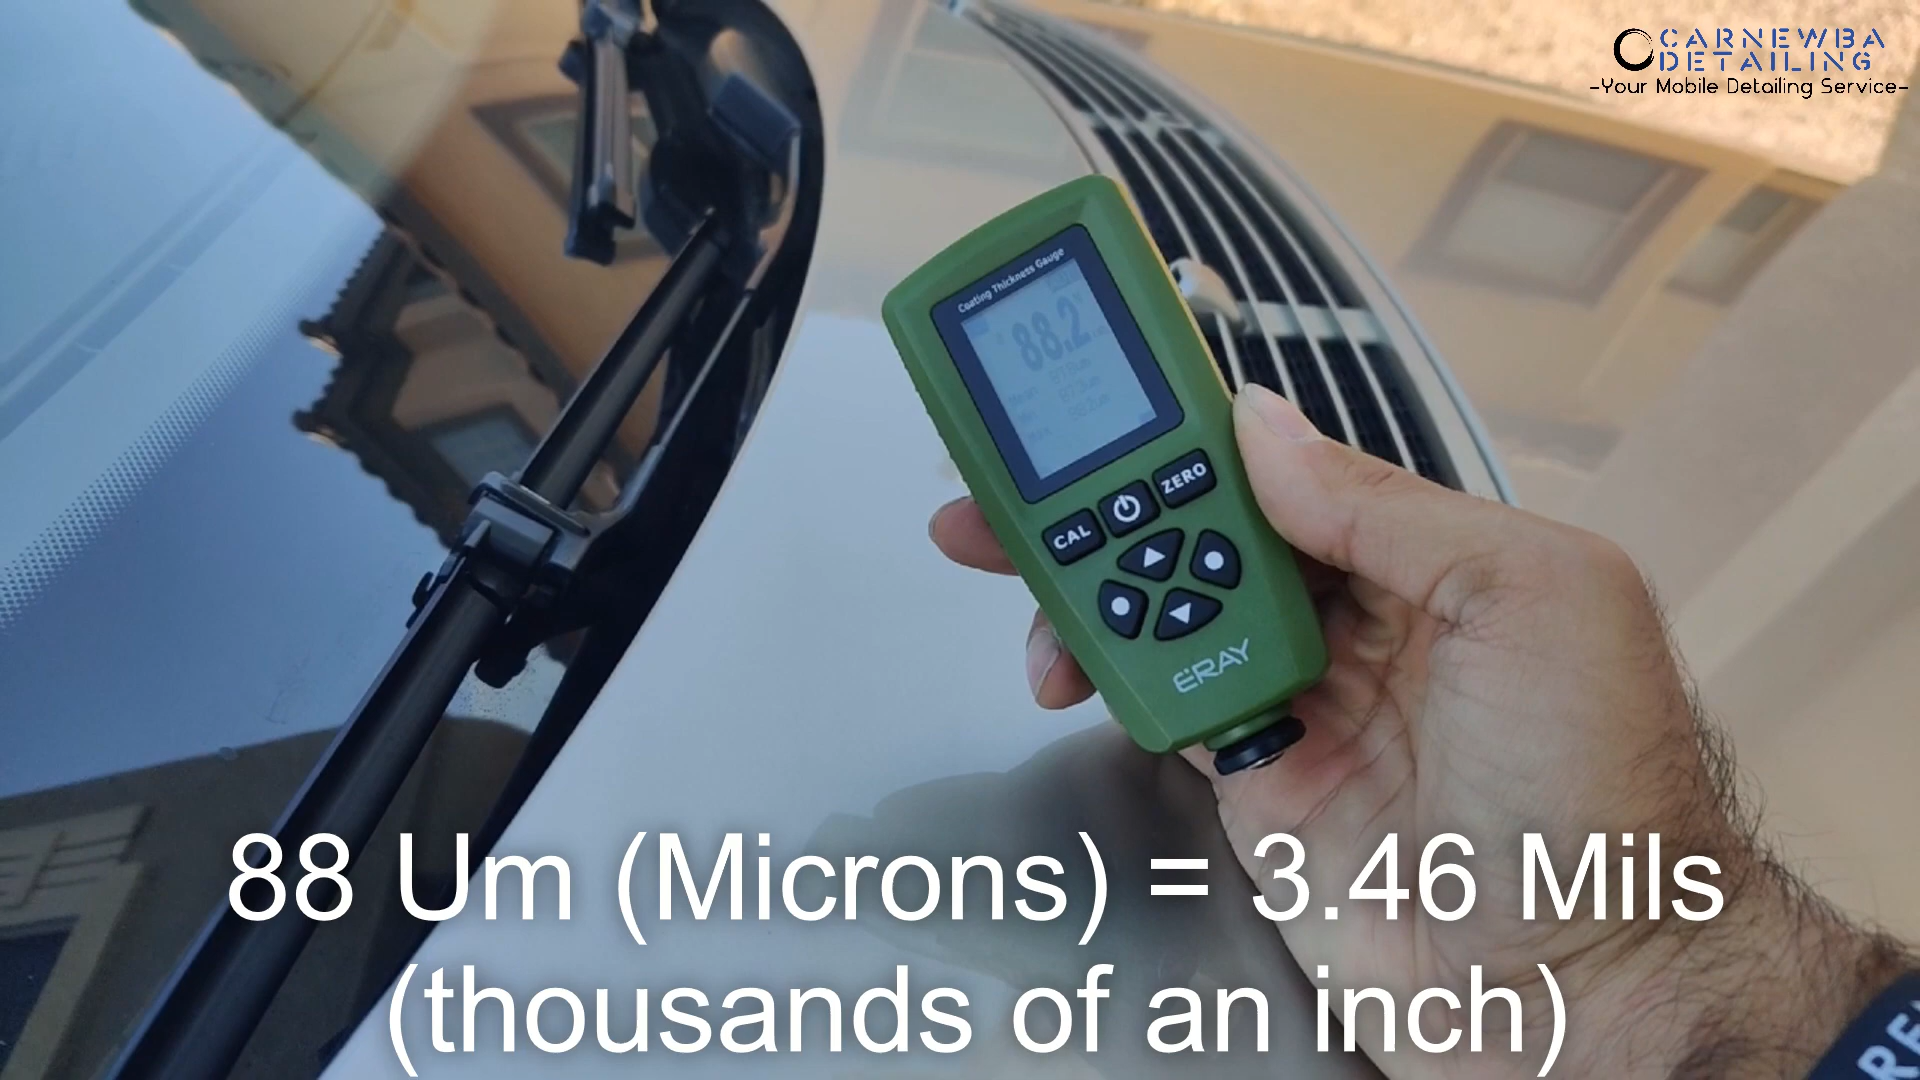 CARNEWBA
DETAILING
-Your Mobile Detailing Service-
Coating Thickness Gauge
88.2
CAL
ZERO
ERAY
88 Um (Microns) = 3.46 Mils
(thousands of an inch)